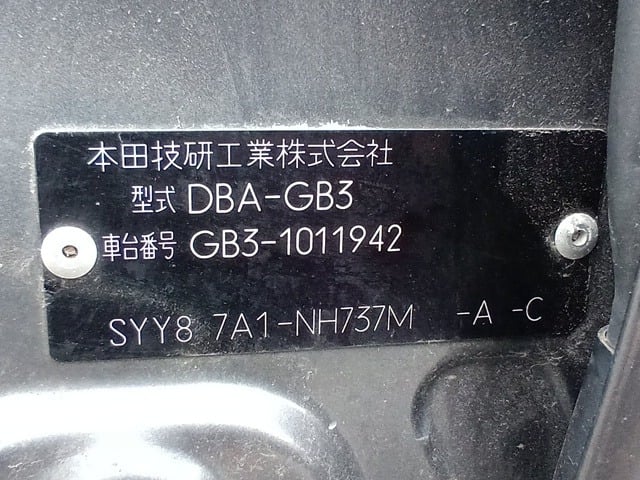 本田技研工業株式会社
型式 DBA-GB3
車台番号 GB3-1011942
SYY8 7A1-NH737M -A -C